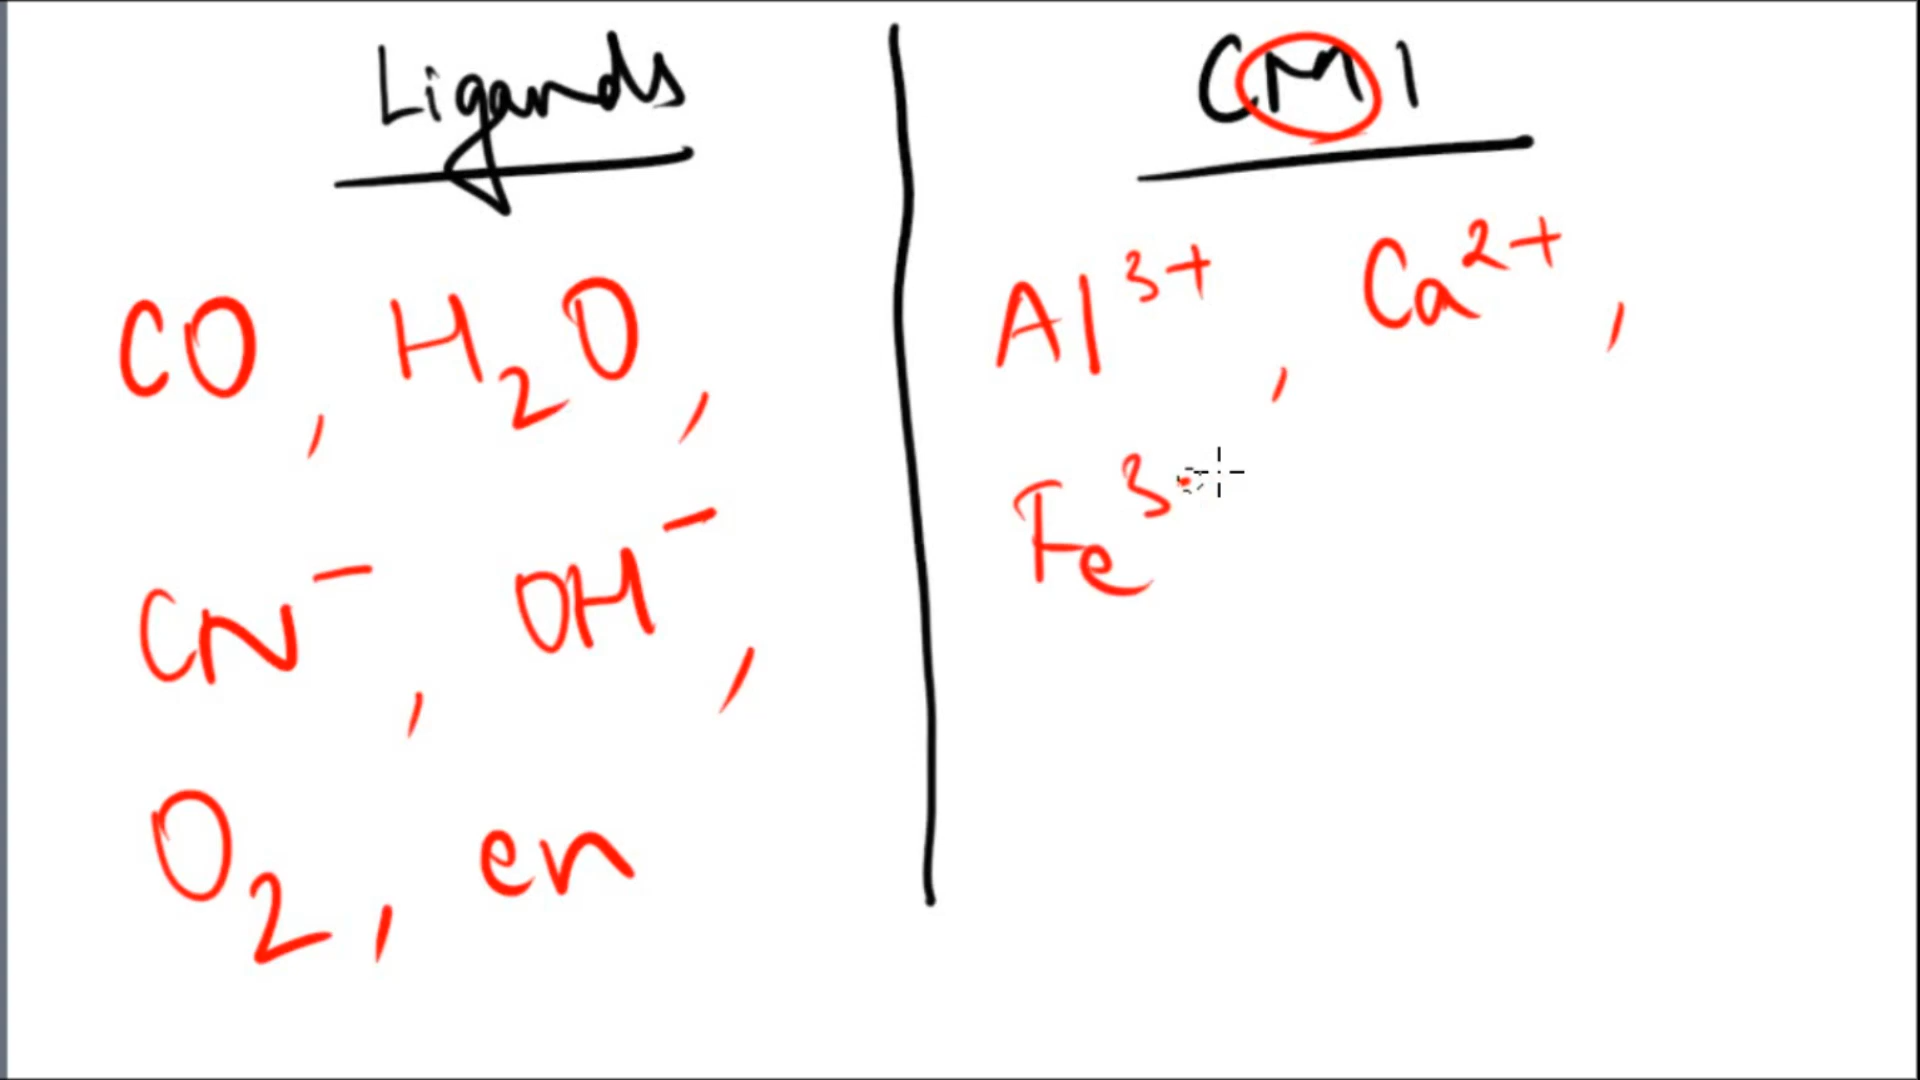 Ligands
CO, H₂O,
CN⁻, OH⁻,
O₂, en
CMI
Al³⁺, Ca²⁺,
Fe³